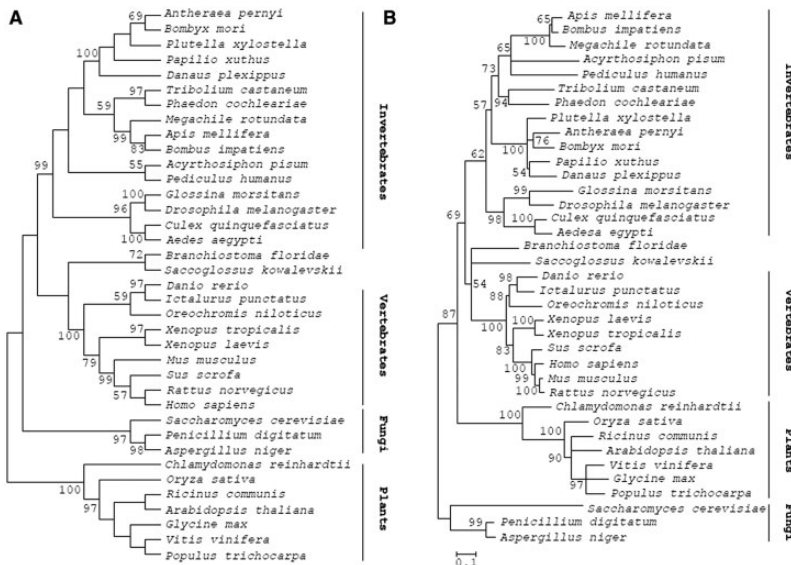 A
69
Antheraea pernyi
Bombyx mori
Plutella xylostella
100
Papilio xuthus
Danaus plexippus
97
Tribolium castaneum
59
Phaedon cochleariae
Megachile rotundata
99
Apis mellifera
83
Bombus impatiens
99
55
Acyrthosiphon pisum
Pediculus humanus
100
Glossina morsitans
96
Drosophila melanogaster
Culex quinquefasciatus
100
Aedes aegypti
Invertebrates
72
Branchiostoma floridae
Saccoglossus kowalevskii
97
Danio rerio
59
Ictalurus punctatus
Oreochromis niloticus
100
97
Xenopus tropicalis
Xenopus laevis
79
Mus musculus
99
Sus scrofa
57
Rattus norvegicus
Homo sapiens
Vertebrates
Saccharomyces cerevisiae
97
Penicillium digitatum
98
Aspergillus niger
Fungi
Chlamydomonas reinhardtii
100
Oryza sativa
97
Ricinus communis
Arabidopsis thaliana
Glycine max
Vitis vinifera
Populus trichocarpa
Plants
B
65
Apis mellifera
Bombus impatiens
100
Megachile rotundata
65
Acyrthosiphon pisum
73
Pediculus humanus
Tribolium castaneum
94
Phaedon cochleariae
57
Plutella xylostella
Antheraea pernyi
76
100
Bombyx mori
62
Papilio xuthus
54
Danaus plexippus
99
Glossina morsitans
Drosophila melanogaster
98
100
Culex quinquefasciatus
69
Aedesa egypti
Invertebrates
Branchiostoma floridae
Saccoglossus kowalevskii
54
98
Danio rerio
88
Ictalurus punctatus
Oreochromis niloticus
87
100
100
Xenopus laevis
Xenopus tropicalis
83
Sus scrofa
100
Homo sapiens
99
Mus musculus
100
Rattus norvegicus
Vertebrates
100
Chlamydomonas reinhardtii
100
Oryza sativa
Ricinus communis
90
Arabidopsis thaliana
97
Vitis vinifera
Glycine max
Populus trichocarpa
Plants
Saccharomyces cerevisiae
99
Penicillium digitatum
Aspergillus niger
Fungi
0.1